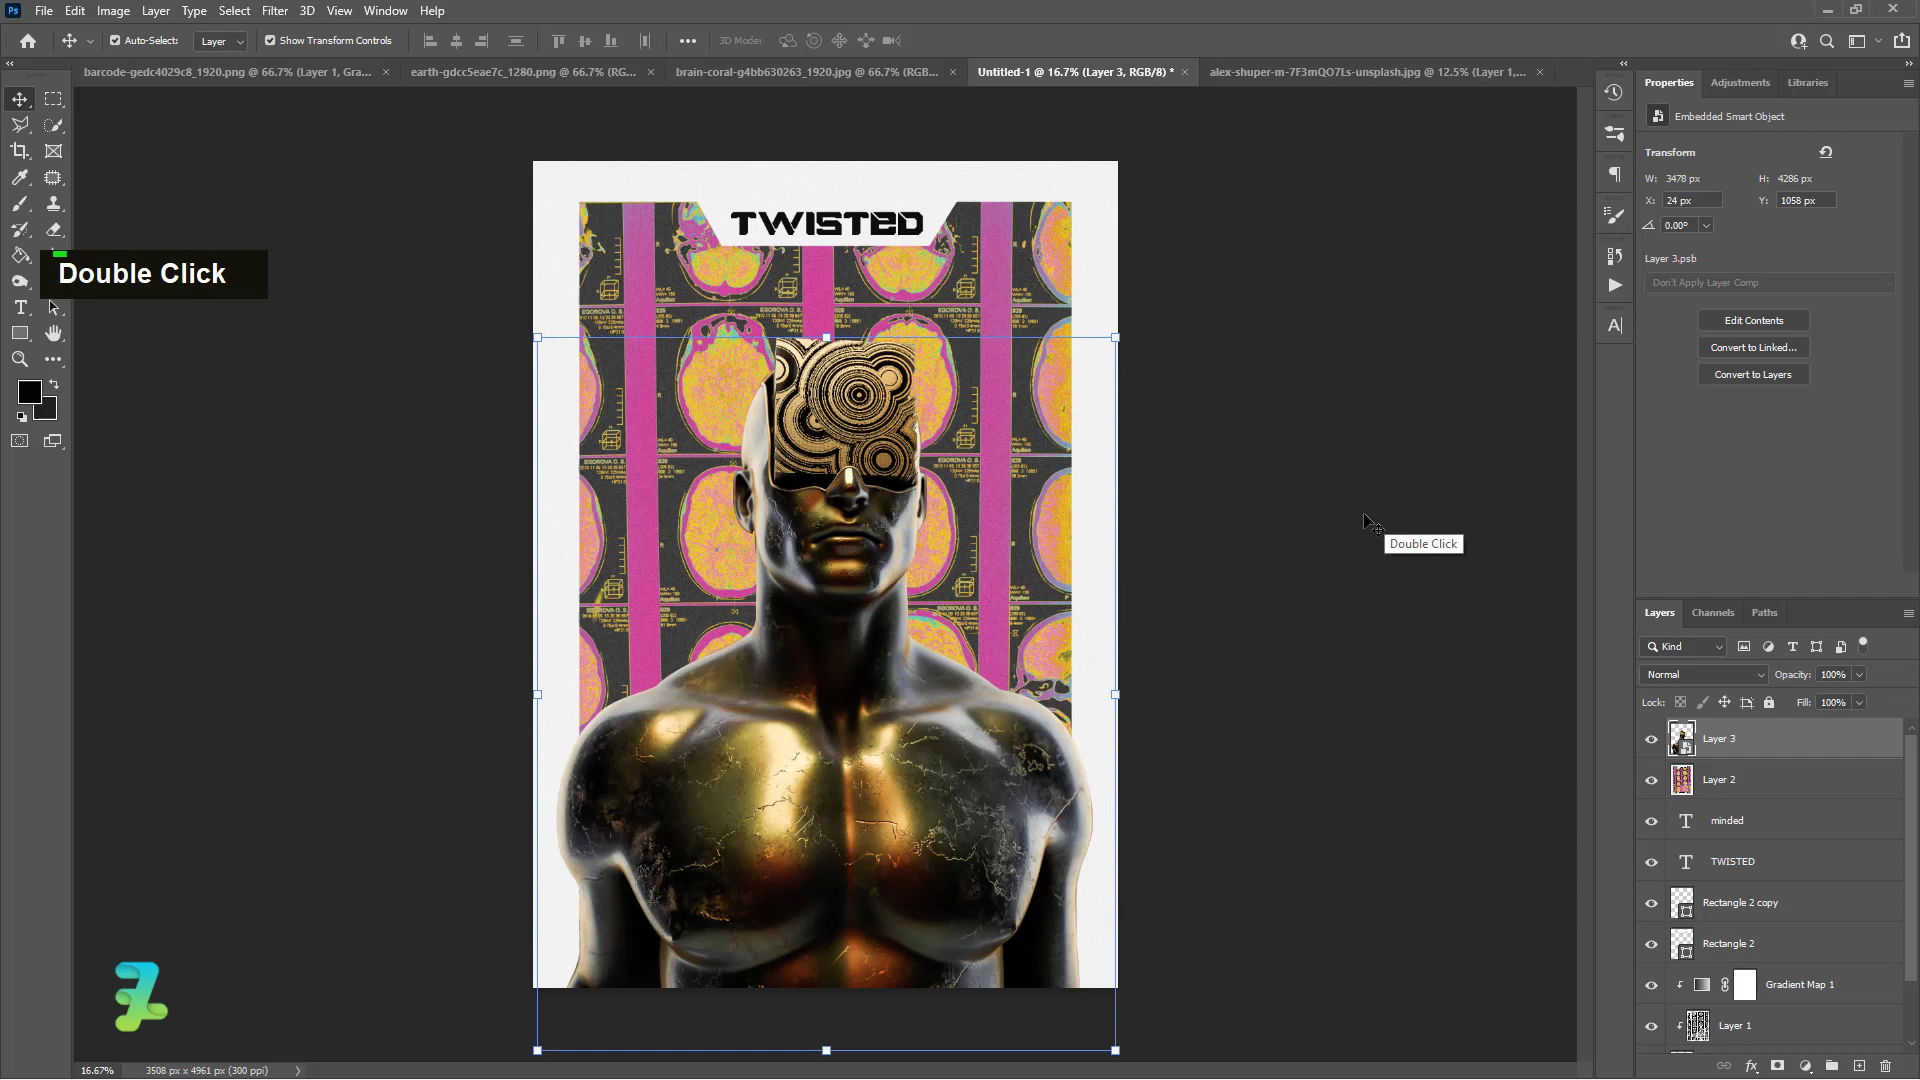 Ps File Edit Image Layer Type Select Filter 3D View Window Help
Auto-Select: Layer Show Transform Controls 3D Mode:
barcode-gedc4029c8_1920.png @ 66.7% (Layer 1, Gra... earth-gdcc5eae7c_1280.png @ 66.7% (RG... brain-coral-g4bb630263_1920.jpg @ 66.7% (RGB... Untitled-1 @ 16.7% (Layer 3, RGB/8) * alex-shuper-m-7F3mQO7Ls-unsplash.jpg @ 12.5% (Layer 1,...
Double Click
TWISTED
Double Click
Properties Adjustments Libraries
Embedded Smart Object
Transform
W: 3478 px H: 4286 px
X: 24 px Y: 1058 px
0.00°
Layer 3.psb
Don't Apply Layer Comp
Edit Contents
Convert to Linked...
Convert to Layers
Layers Channels Paths
Kind
Normal Opacity: 100%
Lock: Fill: 100%
Layer 3
Layer 2
minded
TWISTED
Rectangle 2 copy
Rectangle 2
Gradient Map 1
Layer 1
16.67% 3508 px x 4961 px (300 ppi)